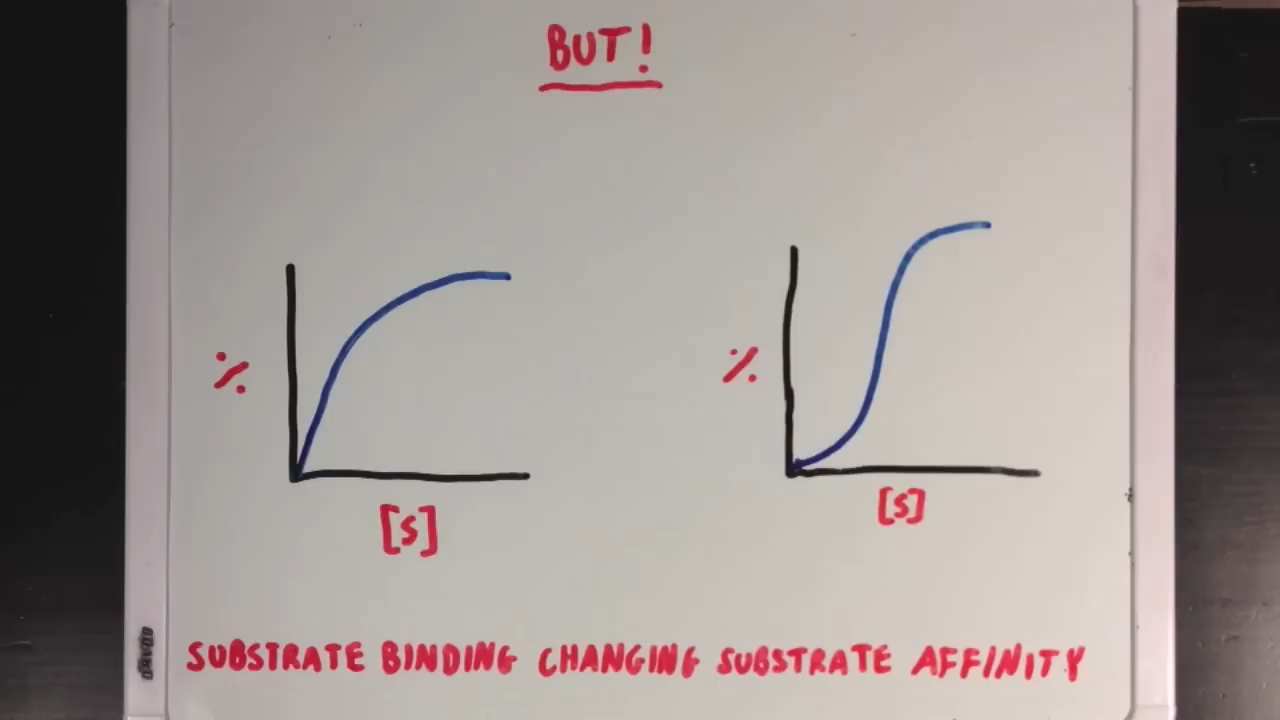 BUT!
%
[S]
%
[S]
SUBSTRATE BINDING CHANGING SUBSTRATE AFFINITY